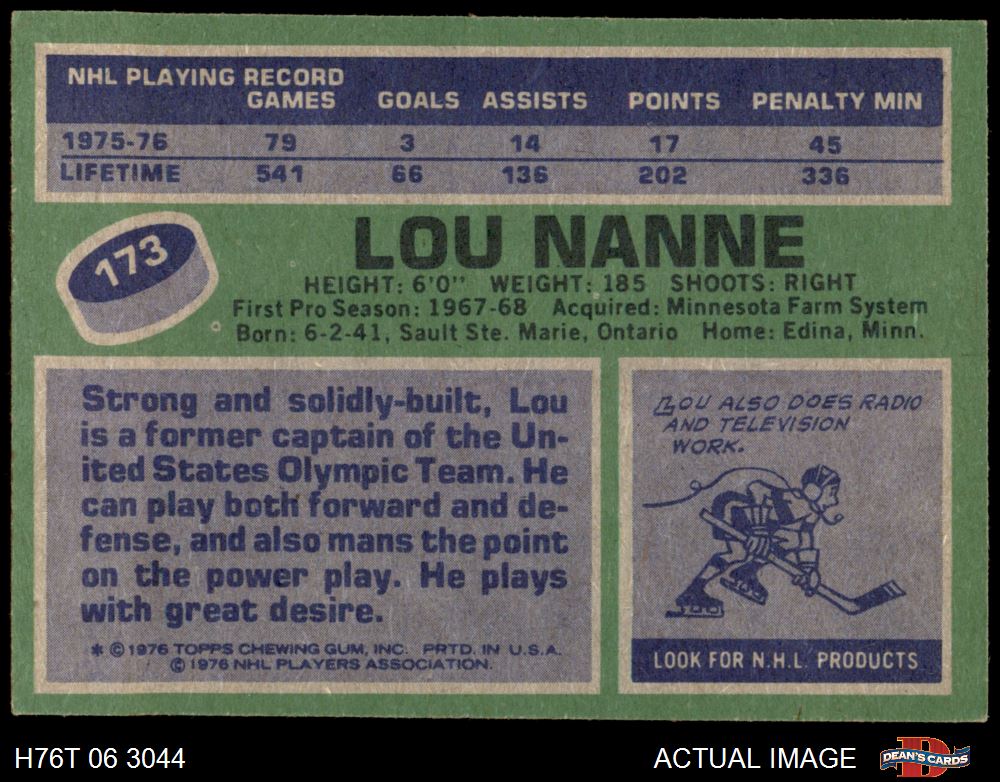 NHL PLAYING RECORD
GAMES GOALS ASSISTS POINTS PENALTY MIN
1975-76 79 3 14 17 45
LIFETIME 541 66 136 202 336
173
LOU NANNE
HEIGHT: 6'0" WEIGHT: 185 SHOOTS: RIGHT
First Pro Season: 1967-68 Acquired: Minnesota Farm System
Born: 6-2-41, Sault Ste. Marie, Ontario Home: Edina, Minn.
Strong and solidly-built, Lou
is a former captain of the Un-
ited States Olympic Team. He
can play both forward and de-
fense, and also mans the point
on the power play. He plays
with great desire.
* © 1976 TOPPS CHEWING GUM, INC. PRTD. IN U.S.A.
© 1976 NHL PLAYERS ASSOCIATION.
LOU ALSO DOES RADIO
AND TELEVISION
WORK.
LOOK FOR N.H.L. PRODUCTS
H76T 06 3044
ACTUAL IMAGE
DEAN'S CARDS